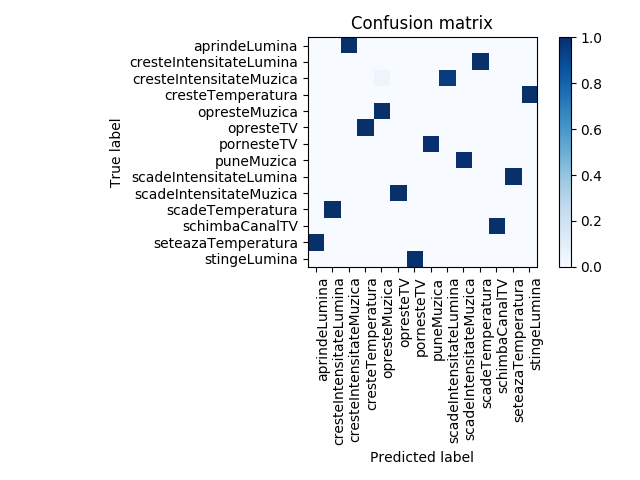 Confusion matrix
True label
aprindeLumina
cresteIntensitateLumina
cresteIntensitateMuzica
cresteTemperatura
opresteMuzica
opresteTV
pornesteTV
puneMuzica
scadeIntensitateLumina
scadeIntensitateMuzica
scadeTemperatura
schimbaCanalTV
seteazaTemperatura
stingeLumina
1.0
0.8
0.6
0.4
0.2
0.0
aprindeLumina
cresteIntensitateLumina
cresteIntensitateMuzica
cresteTemperatura
opresteMuzica
opresteTV
pornesteTV
puneMuzica
scadeIntensitateLumina
scadeIntensitateMuzica
scadeTemperatura
schimbaCanalTV
seteazaTemperatura
stingeLumina
Predicted label